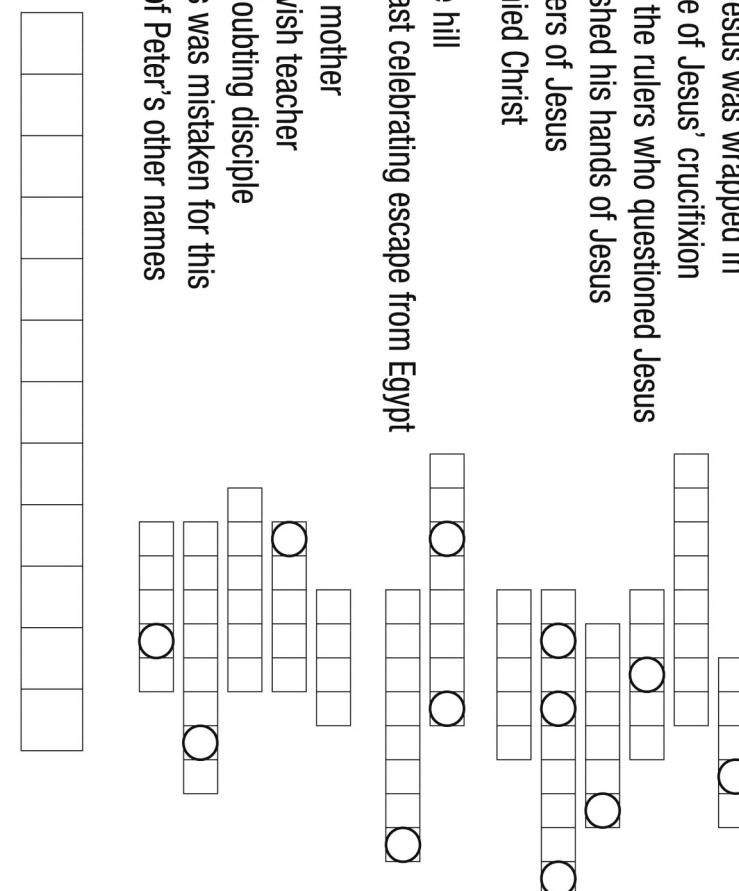 esus was wrapped in
e of Jesus’ crucifixion
the rulers who questioned Jesus
shed his hands of Jesus
ers of Jesus
ied Christ
e hill
ast celebrating escape from Egypt
mother
wish teacher
oubting disciple
s was mistaken for this
of Peter’s other names